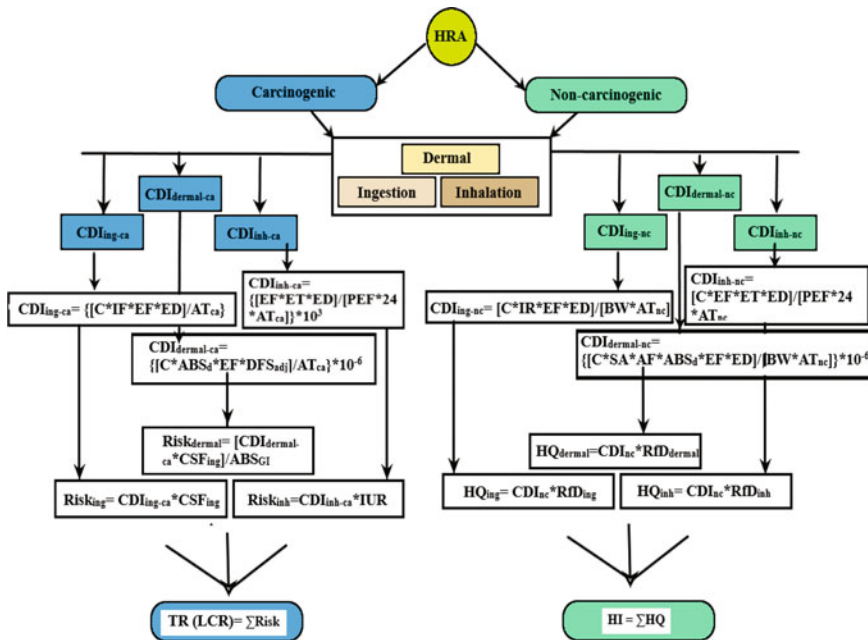 HRA
Carcinogenic
Non-carcinogenic
Dermal
Ingestion
Inhalation
CDIdermal-ca
CDIing-ca
CDIinh-ca
CDIdermal-nc
CDIing-nc
CDIinh-nc
CDIing-ca= {[C*IF*EF*ED]/ATca}
CDIinh-ca=
{[EF*ET*ED]/[PEF*24
*ATca]}*10³
CDIdermal-ca=
{[C*ABSd*EF*DFSadj]/ATca}*10⁻⁶
Riskdermal= [CDIdermal-
ca*CSFing]/ABSGI
Risking= CDIing-ca*CSFing
Riskinh=CDIinh-ca*IUR
TR (LCR)= ∑Risk
CDIing-nc= [C*IR*EF*ED]/[BW*ATnc]
CDIinh-nc=
[C*EF*ET*ED]/[PEF*24
*ATnc
CDIdermal-nc=
{[C*SA*AF*ABSd*EF*ED]/[BW*ATnc]}*10⁻⁶
HQdermal=CDInc*RfDdermal
HQing= CDInc*RfDing
HQinh= CDInc*RfDinh
HI = ∑HQ